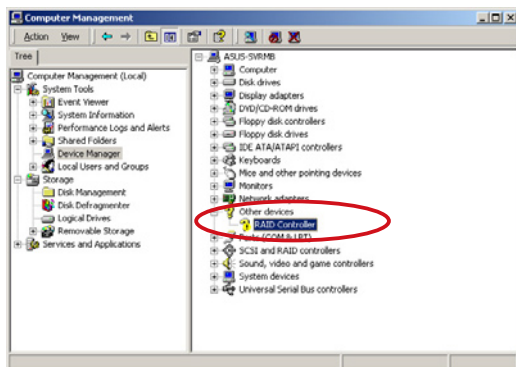 Computer Management
Action View
Tree
Computer Management (Local)
System Tools
Event Viewer
System Information
Performance Logs and Alerts
Shared Folders
Device Manager
Local Users and Groups
Storage
Disk Management
Disk Defragmenter
Logical Drives
Removable Storage
Services and Applications
ASUS-SVRMB
Computer
Disk drives
Display adapters
DVD/CD-ROM drives
Floppy disk controllers
Floppy disk drives
IDE ATA/ATAPI controllers
Keyboards
Mice and other pointing devices
Monitors
Network adapters
Other devices
RAID Controller
Ports (COM & LPT)
SCSI and RAID controllers
Sound, video and game controllers
System devices
Universal Serial Bus controllers